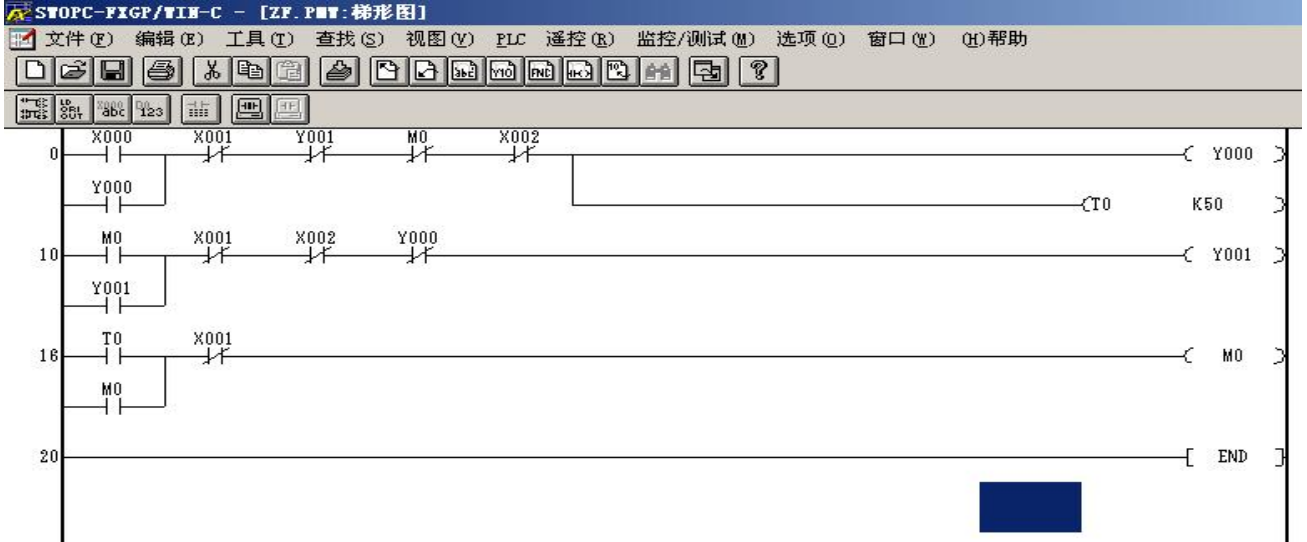 SWOPC-FXGP/WIN-C - [ZF.PMW:梯形图]
文件(F) 编辑(E) 工具(T) 查找(S) 视图(V) PLC 遥控(R) 监控/测试(M) 选项(O) 窗口(W) (H)帮助
X000 X001 Y001 M0 X002
0 Y000
Y000
T0 K50
M0 X001 X002 Y000
10 Y001
Y001
T0 X001
16 M0
M0
20 END